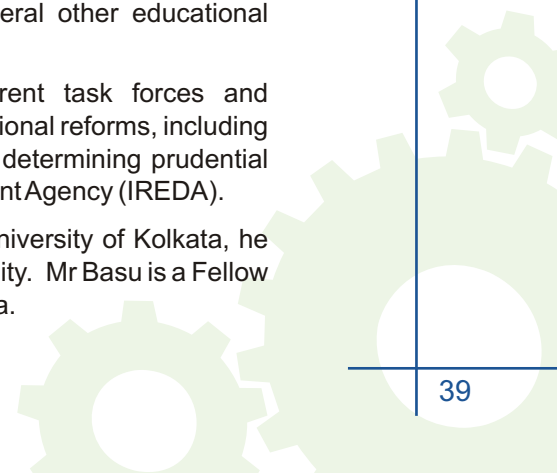 eral other educational
rent task forces and
ional reforms, including
determining prudential
nt Agency (IREDA).
niversity of Kolkata, he
ity. Mr Basu is a Fellow
a.
39